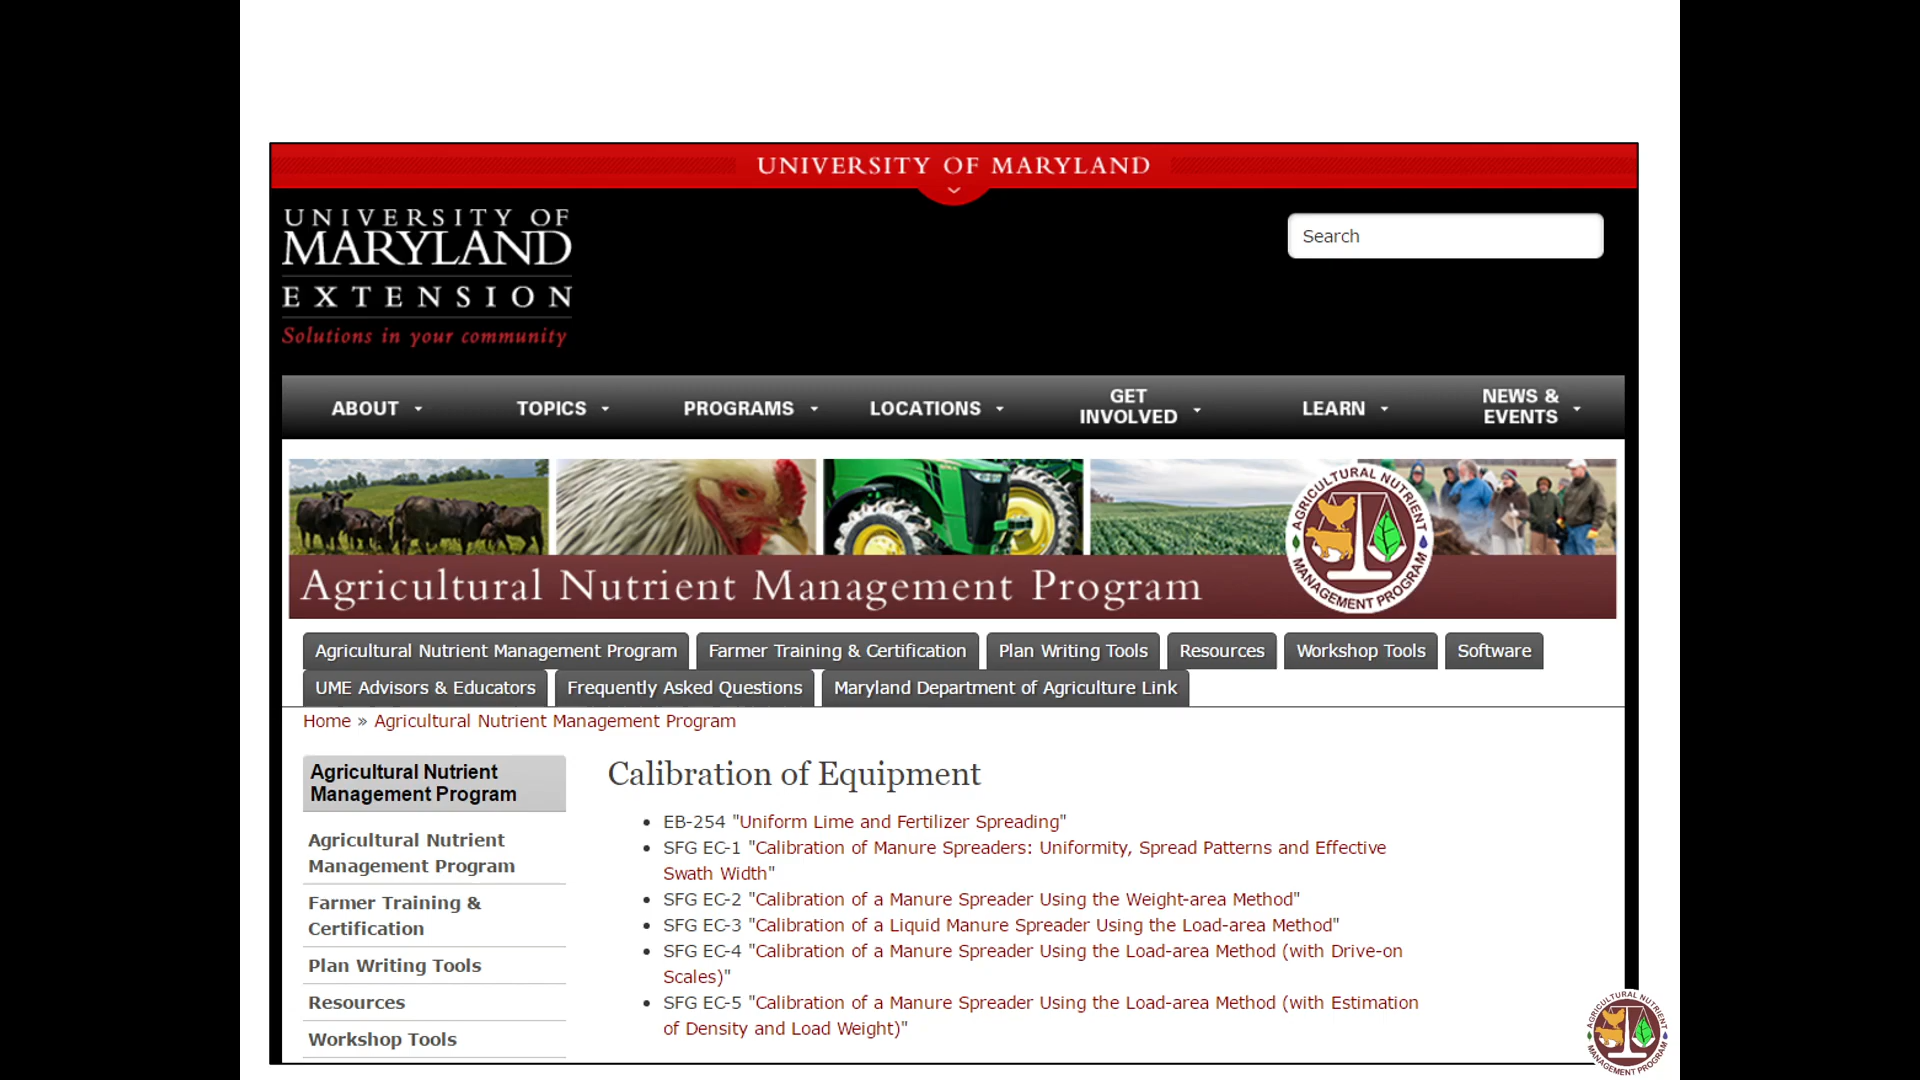 UNIVERSITY OF MARYLAND
UNIVERSITY OF
MARYLAND
EXTENSION
Solutions in your community
Search
ABOUT
TOPICS
PROGRAMS
LOCATIONS
GET
INVOLVED
LEARN
NEWS &
EVENTS
AGRICULTURAL NUTRIENT
MANAGEMENT PROGRAM
Agricultural Nutrient Management Program
Agricultural Nutrient Management Program
Farmer Training & Certification
Plan Writing Tools
Resources
Workshop Tools
Software
UME Advisors & Educators
Frequently Asked Questions
Maryland Department of Agriculture Link
Home » Agricultural Nutrient Management Program
Agricultural Nutrient
Management Program
Agricultural Nutrient
Management Program
Farmer Training &
Certification
Plan Writing Tools
Resources
Workshop Tools
Calibration of Equipment
EB-254 "Uniform Lime and Fertilizer Spreading"
SFG EC-1 "Calibration of Manure Spreaders: Uniformity, Spread Patterns and Effective
Swath Width"
SFG EC-2 "Calibration of a Manure Spreader Using the Weight-area Method"
SFG EC-3 "Calibration of a Liquid Manure Spreader Using the Load-area Method"
SFG EC-4 "Calibration of a Manure Spreader Using the Load-area Method (with Drive-on
Scales)"
SFG EC-5 "Calibration of a Manure Spreader Using the Load-area Method (with Estimation
of Density and Load Weight)"
AGRICULTURAL NUTRIENT
MANAGEMENT PROGRAM